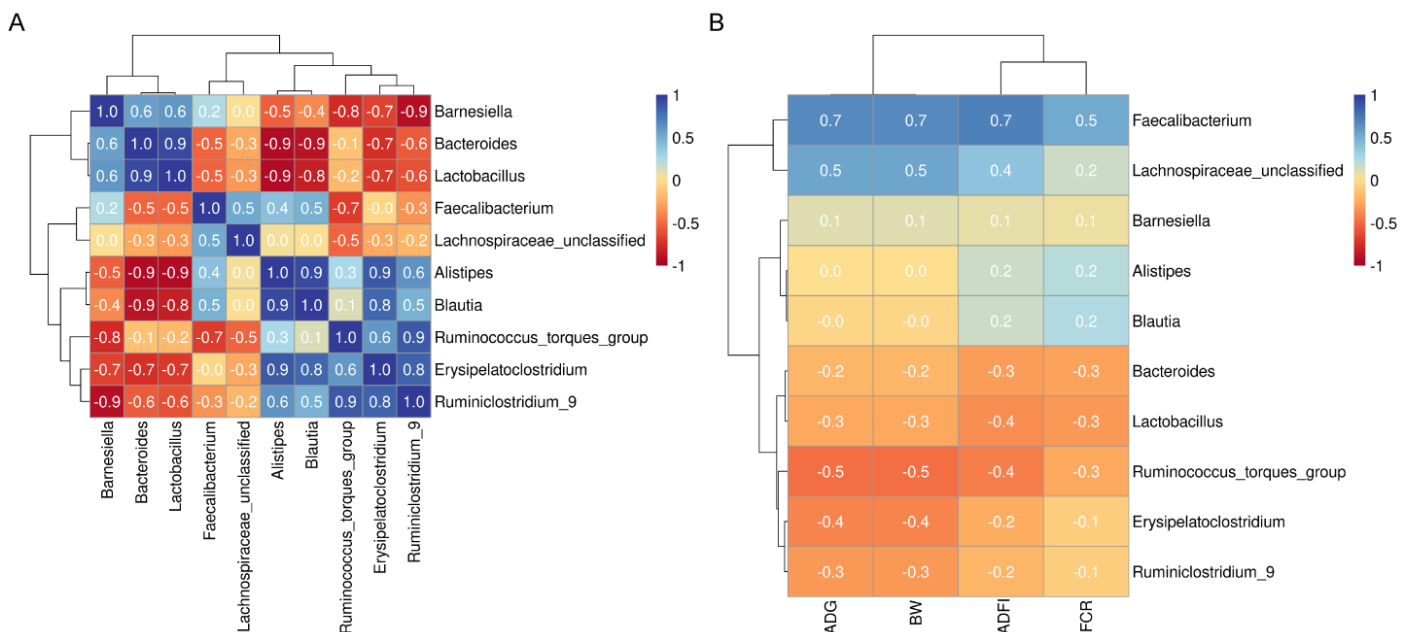 A
1.0 0.6 0.6 0.2 0.0 -0.5 -0.4 -0.8 -0.7 -0.9 Barnesiella
0.6 1.0 0.9 -0.5 -0.3 -0.9 -0.9 -0.1 -0.7 -0.6 Bacteroides
0.6 0.9 1.0 -0.5 -0.3 -0.9 -0.8 -0.2 -0.7 -0.6 Lactobacillus
0.2 -0.5 -0.5 1.0 0.5 0.4 0.5 -0.7 -0.0 -0.3 Faecalibacterium
0.0 -0.3 -0.3 0.5 1.0 0.0 0.0 -0.5 -0.3 -0.2 Lachnospiraceae_unclassified
-0.5 -0.9 -0.9 0.4 0.0 1.0 0.9 0.3 0.9 0.6 Alistipes
-0.4 -0.9 -0.8 0.5 0.0 0.9 1.0 0.1 0.8 0.5 Blautia
-0.8 -0.1 -0.2 -0.7 -0.5 0.3 0.1 1.0 0.6 0.9 Ruminococcus_torques_group
-0.7 -0.7 -0.7 -0.0 -0.3 0.9 0.8 0.6 1.0 0.8 Erysipelatoclostridium
-0.9 -0.6 -0.6 -0.3 -0.2 0.6 0.5 0.9 0.8 1.0 Ruminiclostridium_9
Barnesiella
Bacteroides
Lactobacillus
Faecalibacterium
Lachnospiraceae_unclassified
Alistipes
Blautia
Ruminococcus_torques_group
Erysipelatoclostridium
Ruminiclostridium_9
1
0.5
0
-0.5
-1
B
0.7 0.7 0.7 0.5 Faecalibacterium
0.5 0.5 0.4 0.2 Lachnospiraceae_unclassified
0.1 0.1 0.1 0.1 Barnesiella
0.0 0.0 0.2 0.2 Alistipes
-0.0 -0.0 0.2 0.2 Blautia
-0.2 -0.2 -0.3 -0.3 Bacteroides
-0.3 -0.3 -0.4 -0.3 Lactobacillus
-0.5 -0.5 -0.4 -0.3 Ruminococcus_torques_group
-0.4 -0.4 -0.2 -0.1 Erysipelatoclostridium
-0.3 -0.3 -0.2 -0.1 Ruminiclostridium_9
ADG
BW
ADFI
FCR
1
0.5
0
-0.5
-1